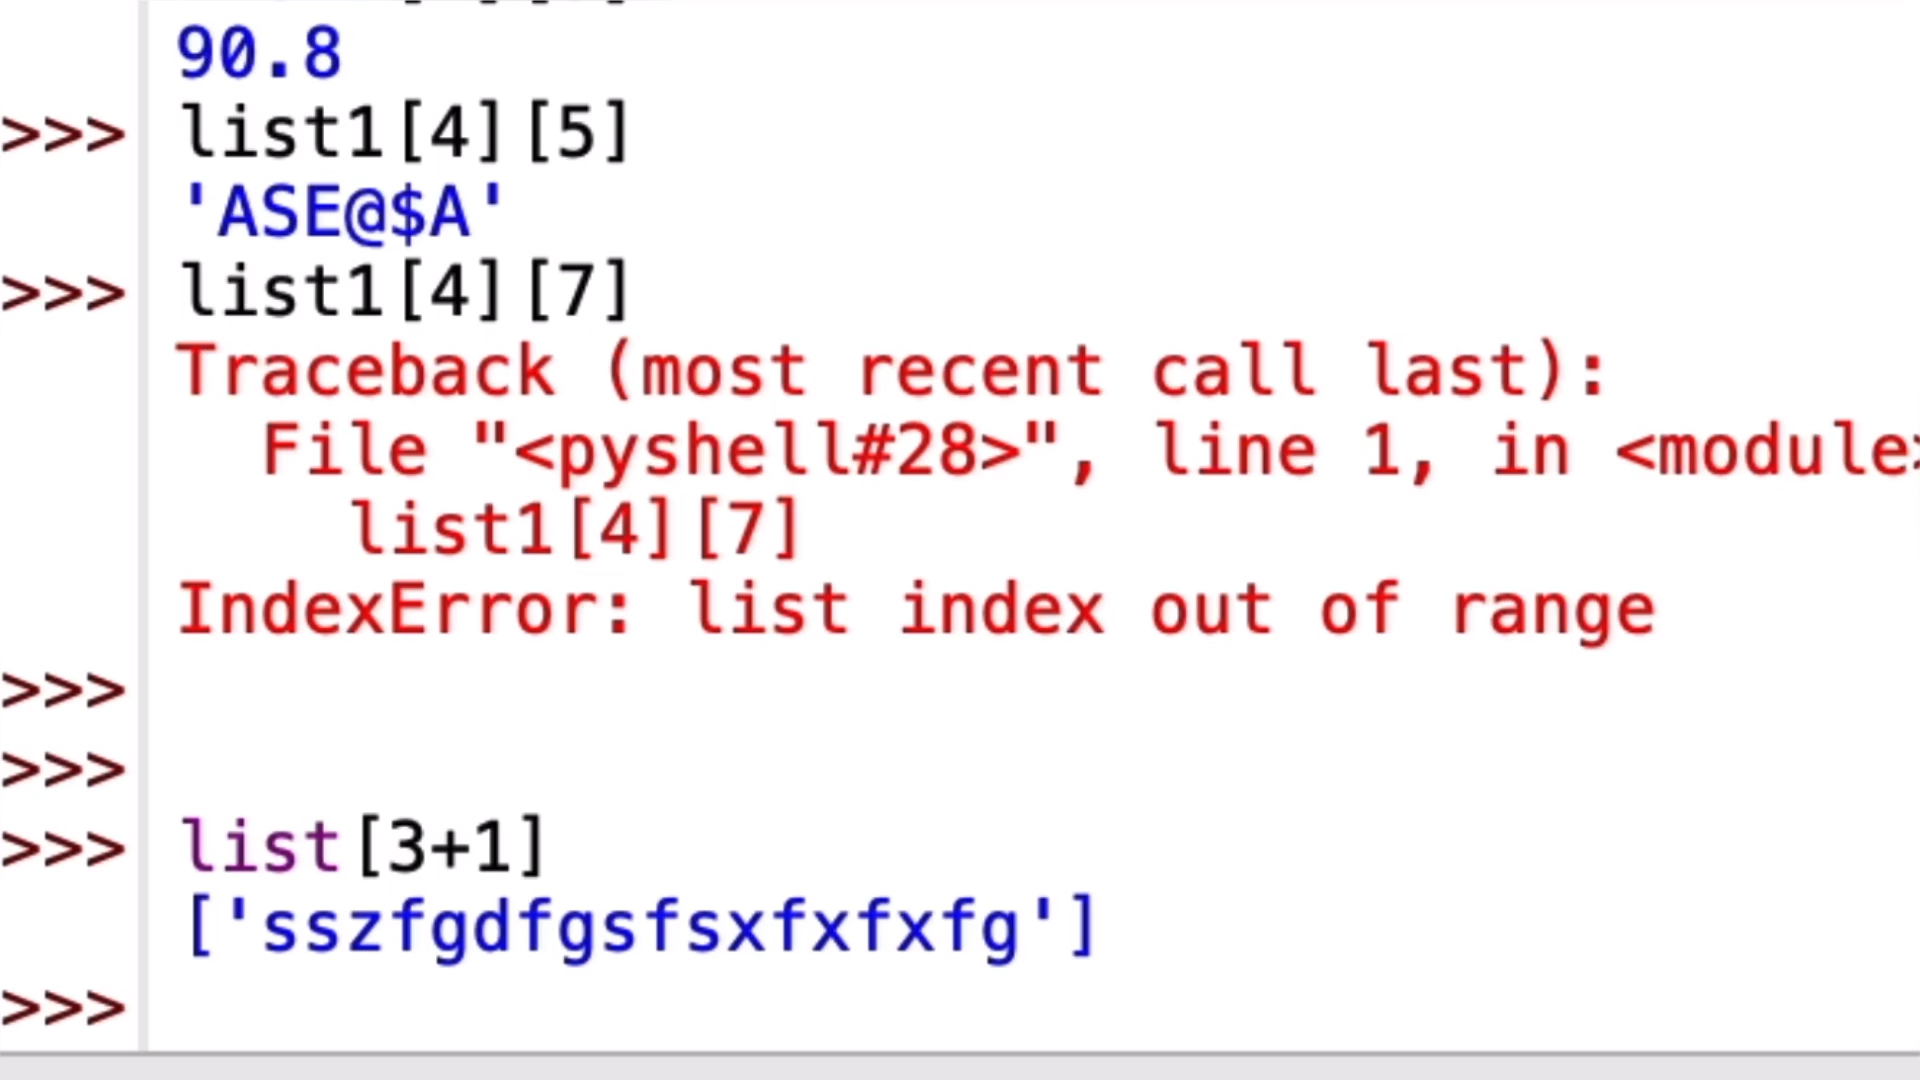 90.8
>>> list1[4][5]
'ASE@$A'
>>> list1[4][7]
Traceback (most recent call last):
  File "<pyshell#28>", line 1, in <module>
    list1[4][7]
IndexError: list index out of range
>>>
>>>
>>> list[3+1]
['sszfgdfgsfsxfxfxfg']
>>>